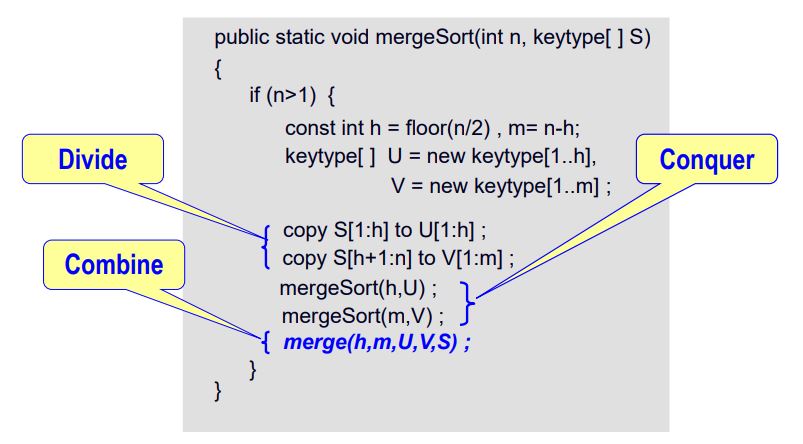 public static void mergeSort(int n, keytype[ ] S)
{
if (n>1) {
const int h = floor(n/2) , m= n-h;
keytype[ ] U = new keytype[1..h],
V = new keytype[1..m] ;
Divide
Conquer
copy S[1:h] to U[1:h] ;
copy S[h+1:n] to V[1:m] ;
Combine
mergeSort(h,U) ;
mergeSort(m,V) ;
merge(h,m,U,V,S) ;
}
}